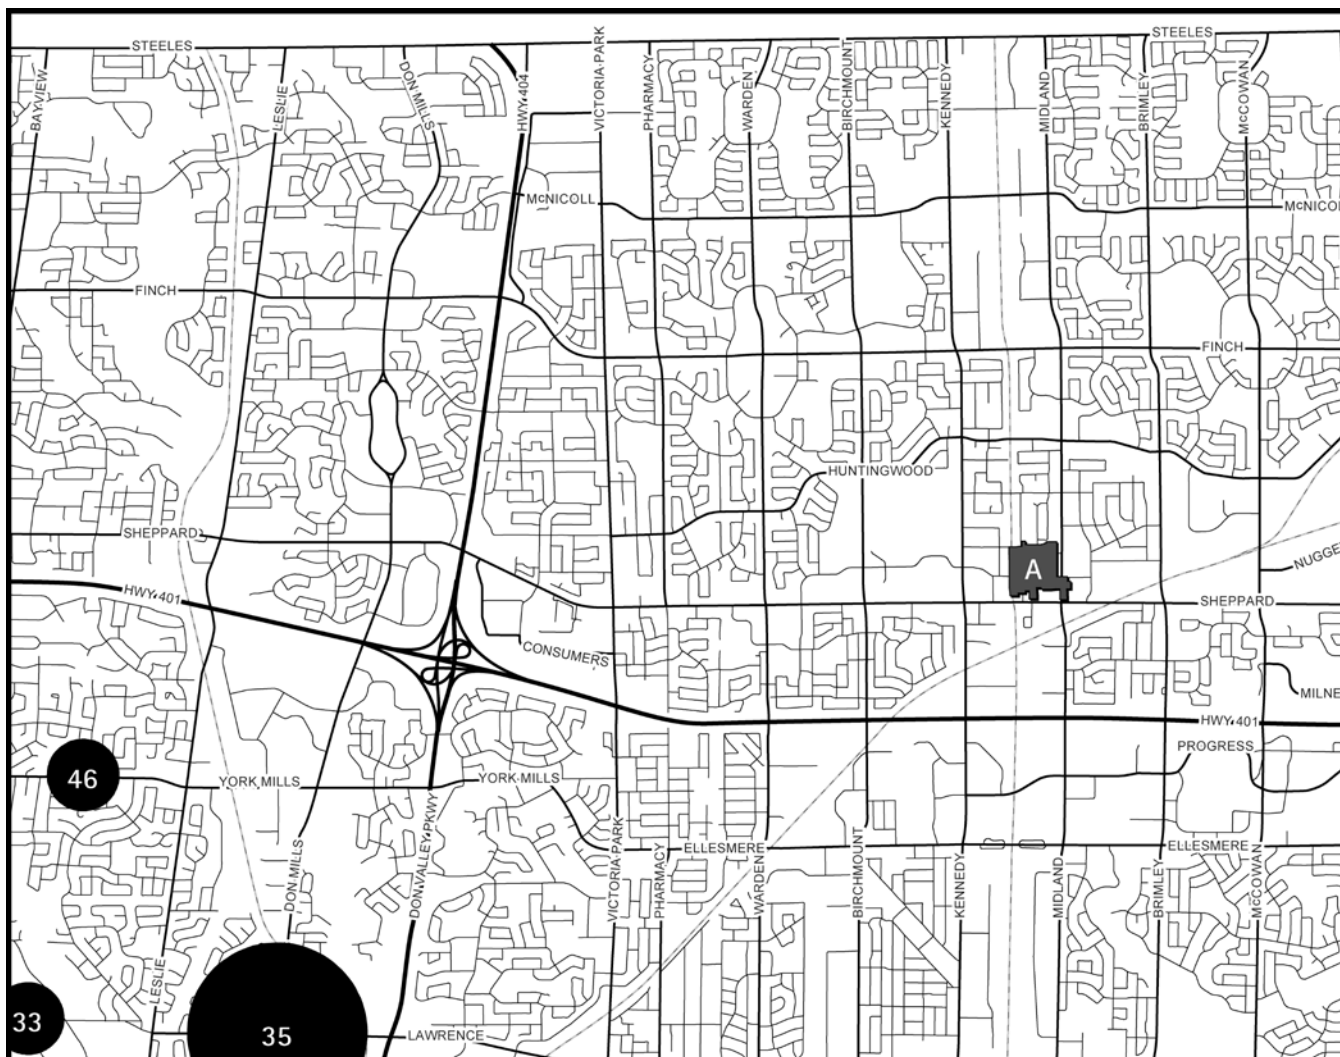 STEELES
STEELES
BAYVIEW
LESLIE
DON MILLS
HWY 404
VICTORIA PARK
PHARMACY
WARDEN
BIRCHMOUNT
KENNEDY
MIDLAND
BRIMLEY
McCOWAN
McNICOLL
McNICO
FINCH
FINCH
HUNTINGWOOD
SHEPPARD
NUGGE
A
HWY 401
SHEPPARD
CONSUMERS
MILNE
HWY 401
PROGRESS
46
YORK MILLS
YORK MILLS
ELLESMERE
ELLESMERE
DON MILLS
DON VALLEY PKWY
VICTORIA PARK
PHARMACY
WARDEN
BIRCHMOUNT
KENNEDY
MIDLAND
BRIMLEY
McCOWAN
LESLIE
33
35
LAWRENCE